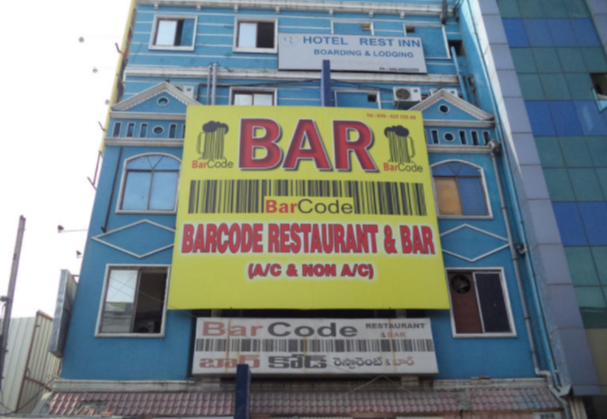 HOTEL REST INN
BOARDING & LODGING
BAR
BarCode
BarCode
BarCode
BARCODE RESTAURANT & BAR
(A/C & NON A/C)
BarCode RESTAURANT
& BAR
బార్ కోడ్ రెస్టారెంట్ & బార్